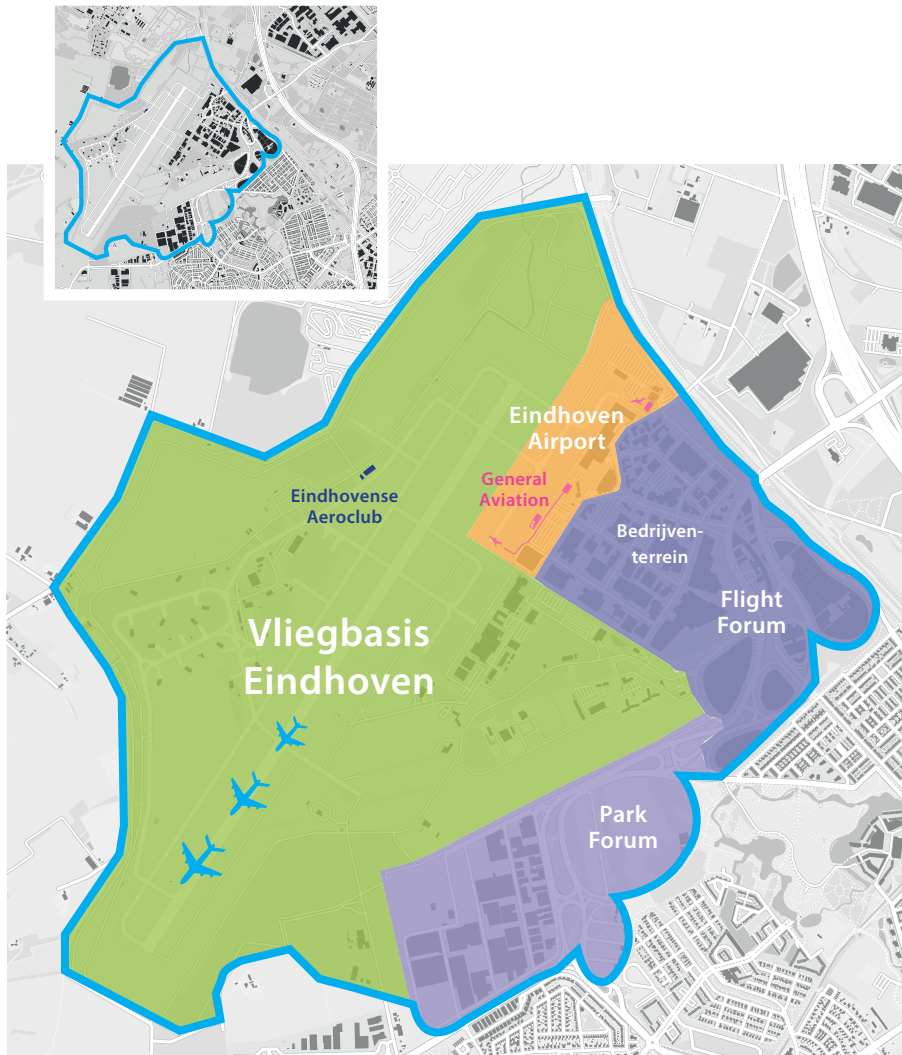 Eindhoven
Airport
General
Aviation
Eindhovense
Aeroclub
Bedrijven-
terrein
Flight
Forum
Vliegbasis
Eindhoven
Park
Forum